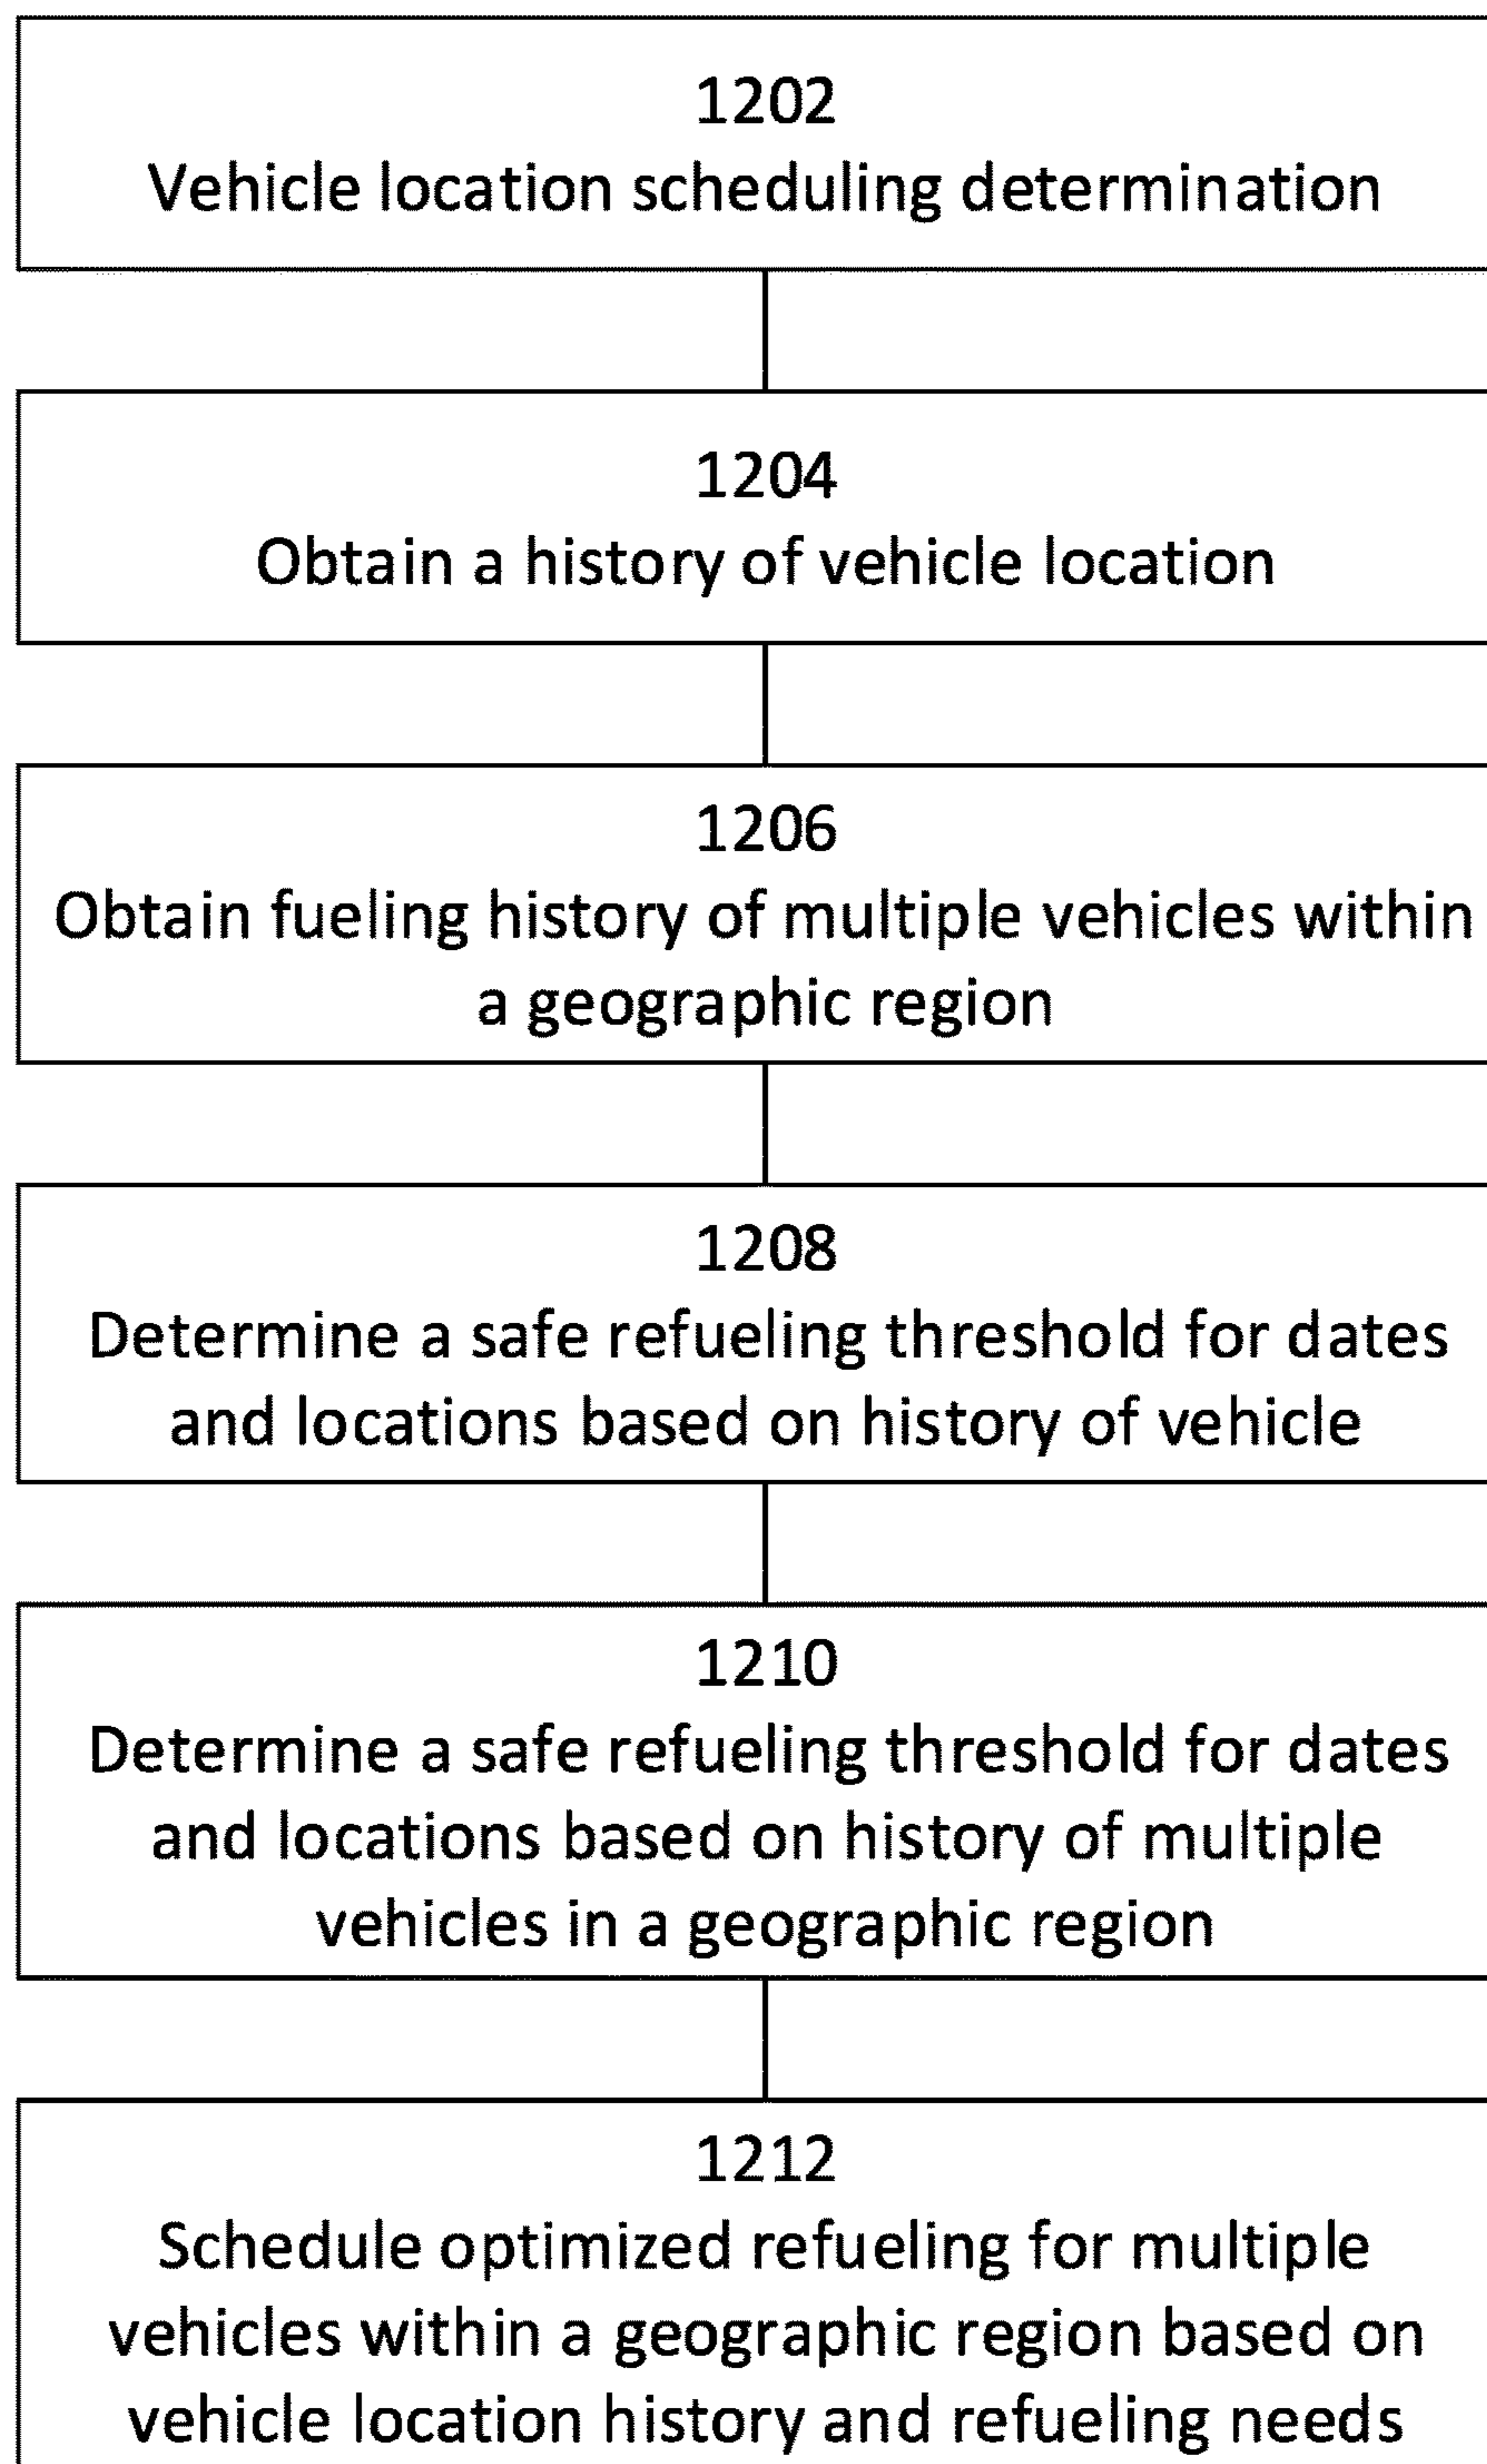 1202
Vehicle location scheduling determination
1204
Obtain a history of vehicle location
1206
Obtain fueling history of multiple vehicles within
a geographic region
1208
Determine a safe refueling threshold for dates
and locations based on history of vehicle
1210
Determine a safe refueling threshold for dates
and locations based on history of multiple
vehicles in a geographic region
1212
Schedule optimized refueling for multiple
vehicles within a geographic region based on
vehicle location history and refueling needs